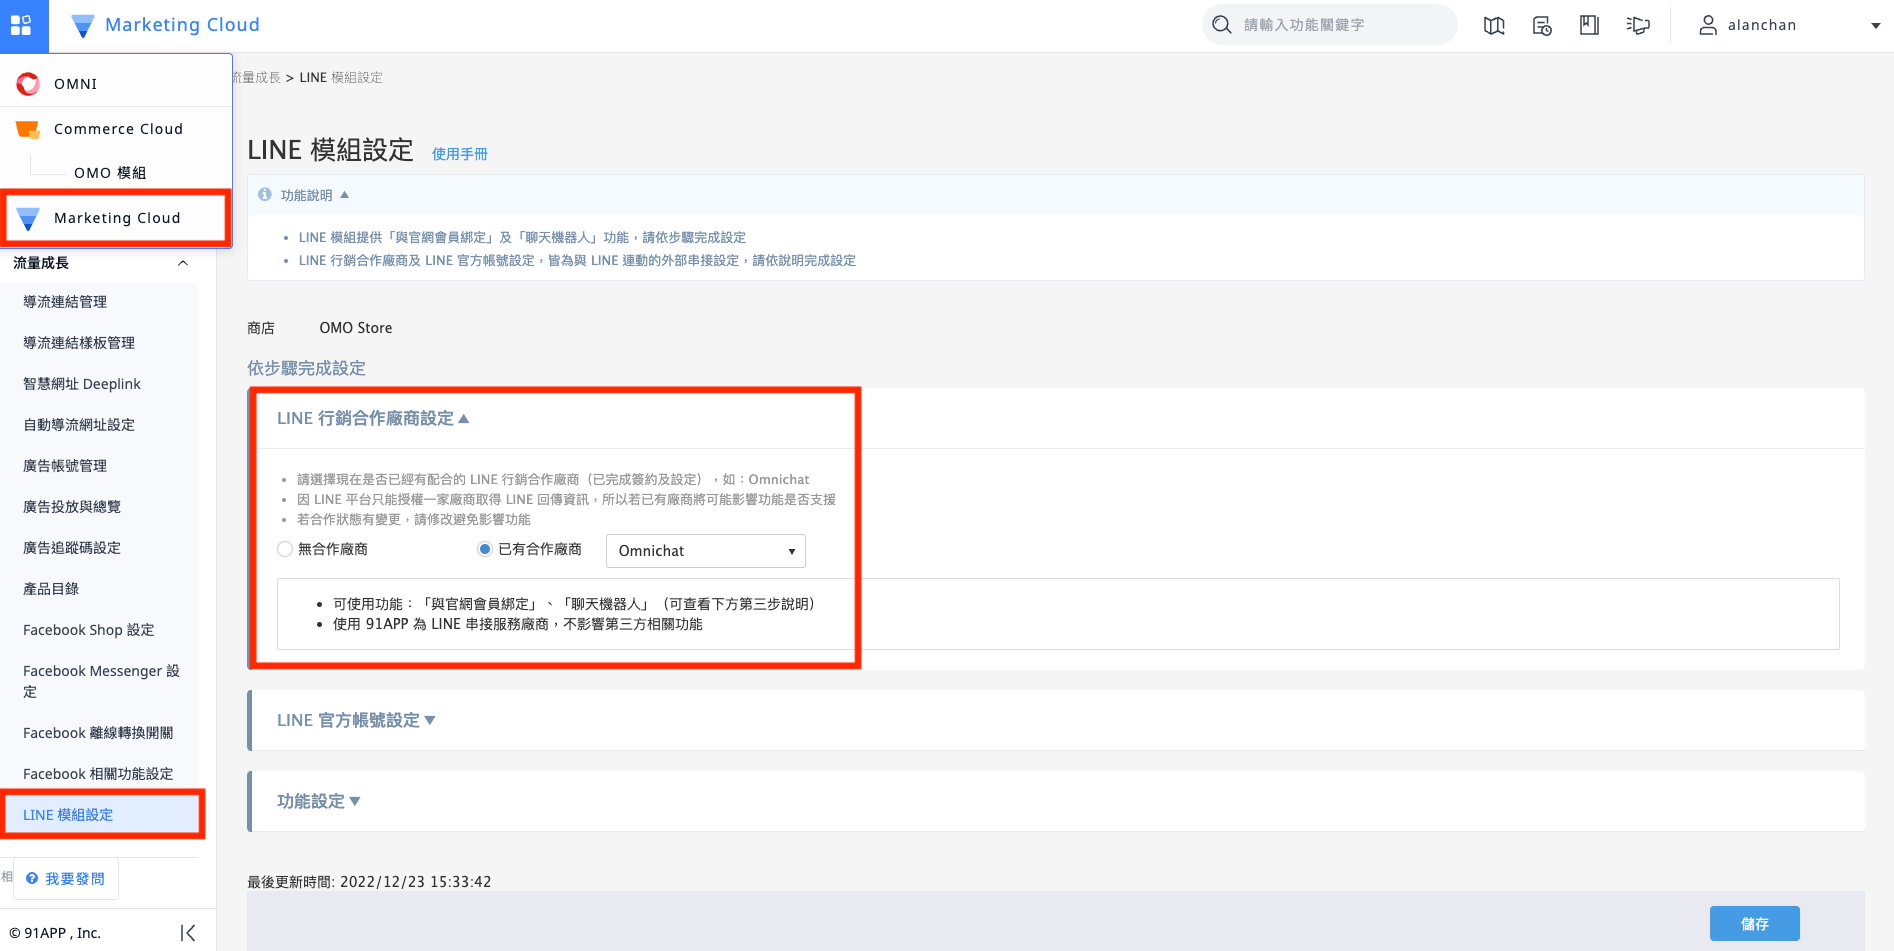 Marketing Cloud
請輸入功能關鍵字
alanchan
OMNI
Commerce Cloud
OMO 模組
Marketing Cloud
流量成長
導流連結管理
導流連結樣板管理
智慧網址 Deeplink
自動導流網址設定
廣告帳號管理
廣告投放與總覽
廣告追蹤碼設定
產品目錄
Facebook Shop 設定
Facebook Messenger 設
定
Facebook 離線轉換開關
Facebook 相關功能設定
LINE 模組設定
相
我要發問
© 91APP , Inc.
流量成長 > LINE 模組設定
LINE 模組設定 使用手冊
功能說明
LINE 模組提供「與官網會員綁定」及「聊天機器人」功能，請依步驟完成設定
LINE 行銷合作廠商及 LINE 官方帳號設定，皆為與 LINE 連動的外部串接設定，請依說明完成設定
商店 OMO Store
依步驟完成設定
LINE 行銷合作廠商設定
請選擇現在是否已經有配合的 LINE 行銷合作廠商（已完成簽約及設定），如：Omnichat
因 LINE 平台只能授權一家廠商取得 LINE 回傳資訊，所以若已有廠商將可能影響功能是否支援
若合作狀態有變更，請修改避免影響功能
無合作廠商 已有合作廠商 Omnichat
可使用功能：「與官網會員綁定」、「聊天機器人」（可查看下方第三步說明）
使用 91APP 為 LINE 串接服務廠商，不影響第三方相關功能
LINE 官方帳號設定
功能設定
最後更新時間: 2022/12/23 15:33:42
儲存